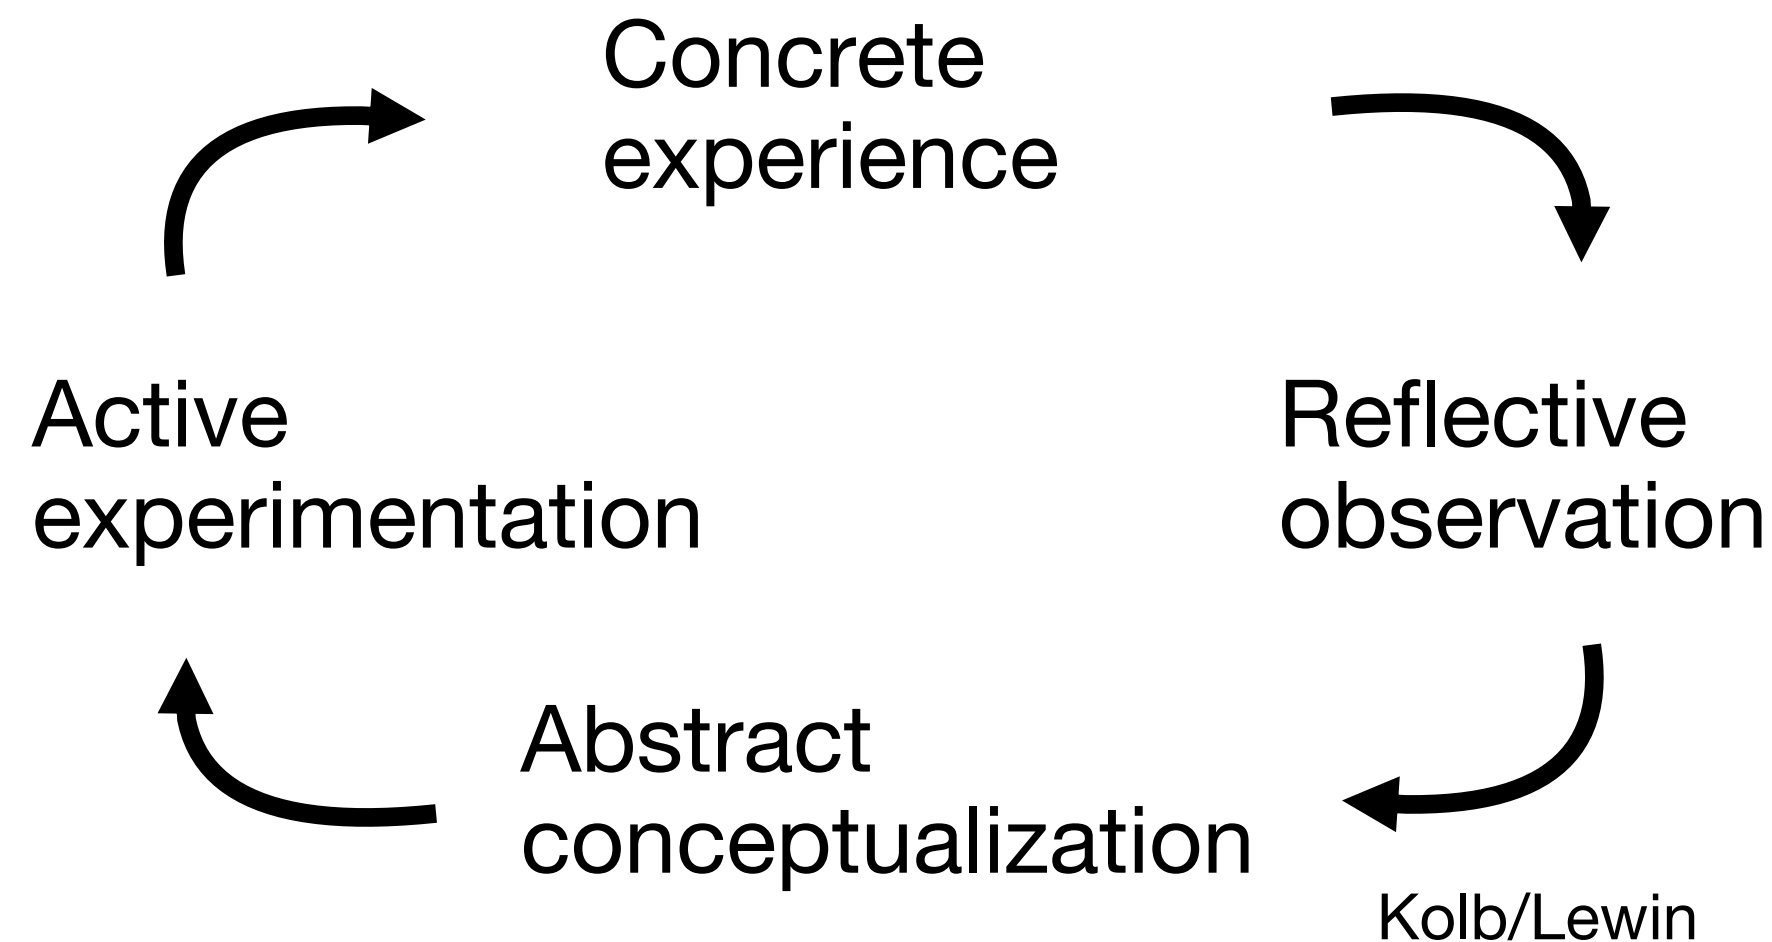 Concrete
experience
Active
experimentation
Reflective
observation
Abstract
conceptualization
Kolb/Lewin